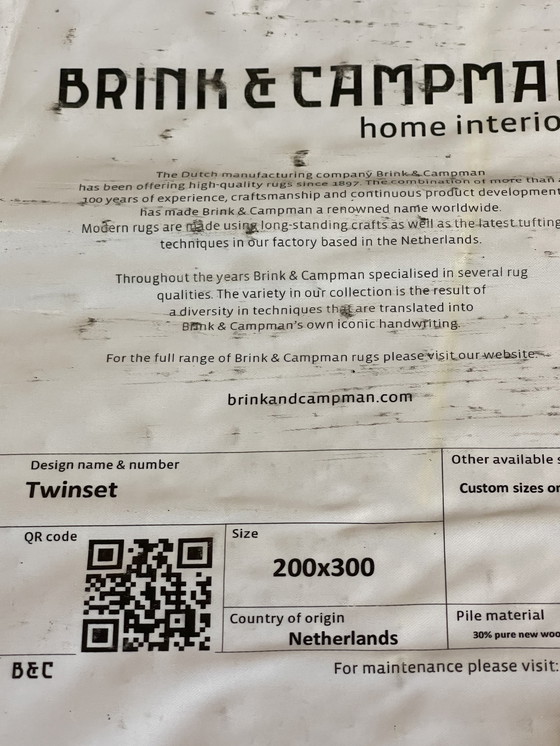 BRINK & CAMPMA
home interio
The Dutch manufacturing company Brink & Campman
has been offering high-quality rugs since 1897. The combination of more than
100 years of experience, craftsmanship and continuous product development
has made Brink & Campman a renowned name worldwide.
Modern rugs are made using long-standing crafts as well as the latest tufting
techniques in our factory based in the Netherlands.
Throughout the years Brink & Campman specialised in several rug
qualities. The variety in our collection is the result of
a diversity in techniques that are translated into
Brink & Campman's own iconic handwriting.
For the full range of Brink & Campman rugs please visit our website.
brinkandcampman.com
Design name & number
Twinset
Other available s
Custom sizes or
QR code
Size
200x300
Country of origin
Netherlands
Pile material
30% pure new woo
B&C
For maintenance please visit: